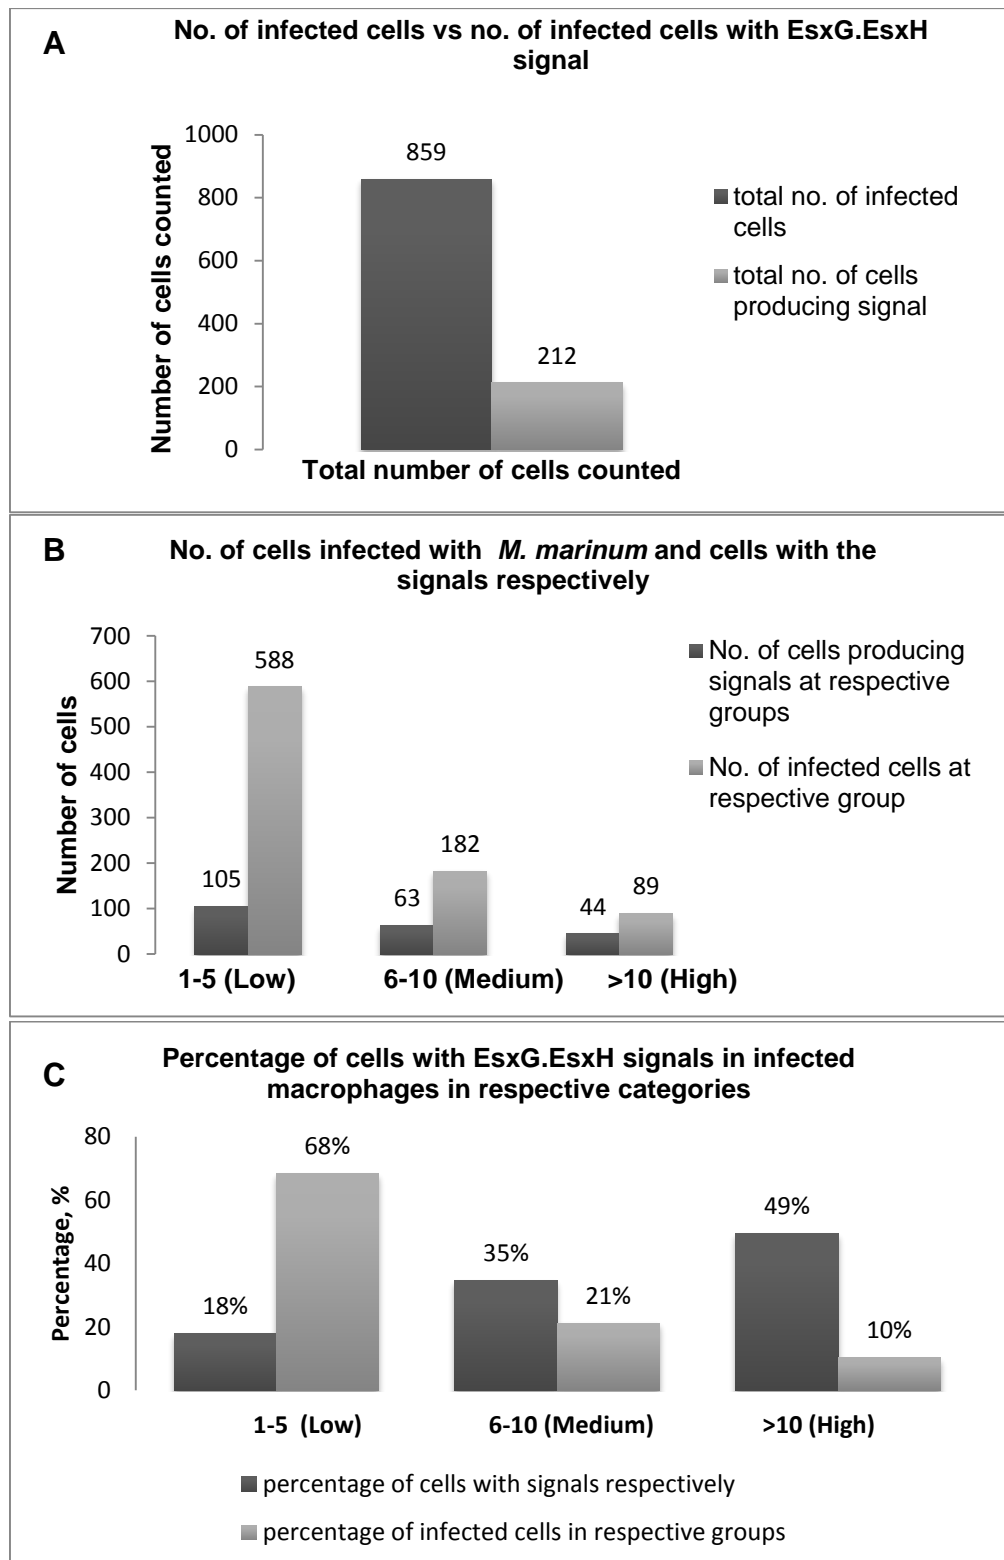 A
No. of infected cells vs no. of infected cells with EsxG.EsxH
signal
Number of cells counted
1000
800
600
400
200
0
859
212
total no. of infected
cells
total no. of cells
producing signal
Total number of cells counted
B
No. of cells infected with M. marinum and cells with the
signals respectively
Number of cells
700
600
500
400
300
200
100
0
105
588
63
182
44
89
No. of cells producing
signals at respective
groups
No. of infected cells at
respective group
1-5 (Low)
6-10 (Medium)
>10 (High)
C
Percentage of cells with EsxG.EsxH signals in infected
macrophages in respective categories
Percentage, %
80
60
40
20
0
18%
68%
35%
21%
49%
10%
1-5 (Low)
6-10 (Medium)
>10 (High)
percentage of cells with signals respectively
percentage of infected cells in respective groups